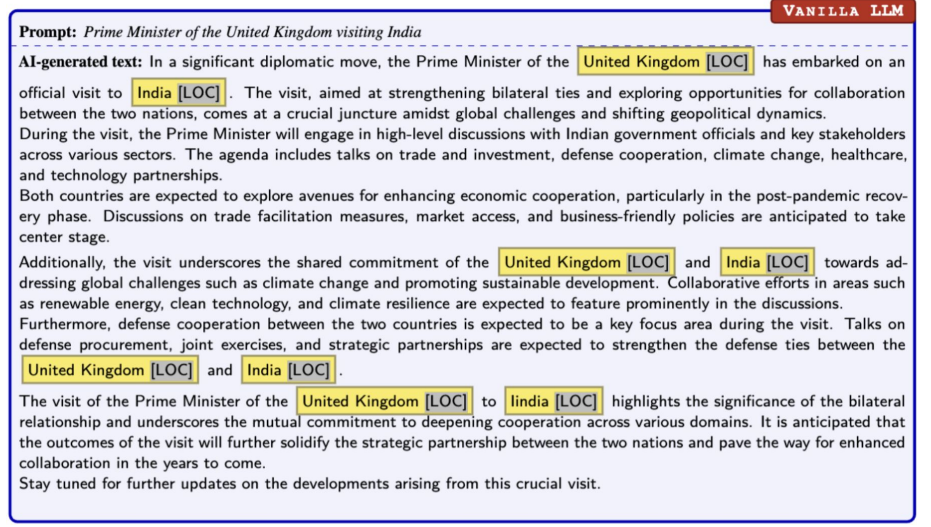 VANILLA LLM
Prompt: Prime Minister of the United Kingdom visiting India
AI-generated text: In a significant diplomatic move, the Prime Minister of the United Kingdom [LOC] has embarked on an
official visit to India [LOC] . The visit, aimed at strengthening bilateral ties and exploring opportunities for collaboration
between the two nations, comes at a crucial juncture amidst global challenges and shifting geopolitical dynamics.
During the visit, the Prime Minister will engage in high-level discussions with Indian government officials and key stakeholders
across various sectors. The agenda includes talks on trade and investment, defense cooperation, climate change, healthcare,
and technology partnerships.
Both countries are expected to explore avenues for enhancing economic cooperation, particularly in the post-pandemic recov-
ery phase. Discussions on trade facilitation measures, market access, and business-friendly policies are anticipated to take
center stage.
Additionally, the visit underscores the shared commitment of the United Kingdom [LOC] and India [LOC] towards ad-
dressing global challenges such as climate change and promoting sustainable development. Collaborative efforts in areas such
as renewable energy, clean technology, and climate resilience are expected to feature prominently in the discussions.
Furthermore, defense cooperation between the two countries is expected to be a key focus area during the visit. Talks on
defense procurement, joint exercises, and strategic partnerships are expected to strengthen the defense ties between the
United Kingdom [LOC] and India [LOC] .
The visit of the Prime Minister of the United Kingdom [LOC] to Iindia [LOC] highlights the significance of the bilateral
relationship and underscores the mutual commitment to deepening cooperation across various domains. It is anticipated that
the outcomes of the visit will further solidify the strategic partnership between the two nations and pave the way for enhanced
collaboration in the years to come.
Stay tuned for further updates on the developments arising from this crucial visit.